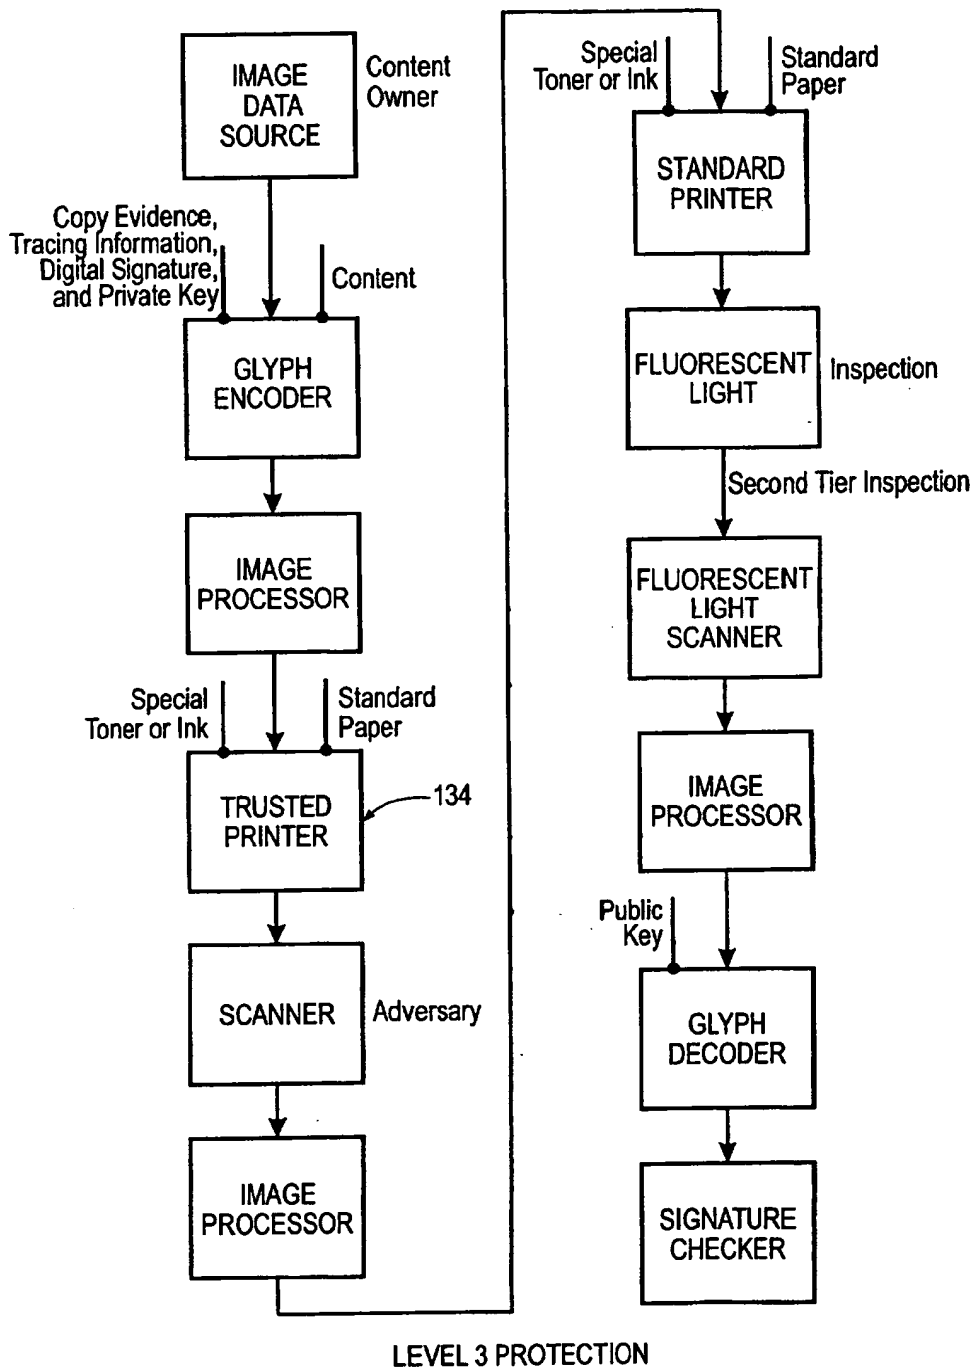 IMAGE
DATA
SOURCE
Content
Owner
Copy Evidence,
Tracing Information,
Digital Signature,
and Private Key
Content
GLYPH
ENCODER
IMAGE
PROCESSOR
Special
Toner or Ink
Standard
Paper
TRUSTED
PRINTER
134
SCANNER
Adversary
IMAGE
PROCESSOR
Special
Toner or Ink
Standard
Paper
STANDARD
PRINTER
FLUORESCENT
LIGHT
Inspection
Second Tier Inspection
FLUORESCENT
LIGHT
SCANNER
IMAGE
PROCESSOR
Public
Key
GLYPH
DECODER
SIGNATURE
CHECKER
LEVEL 3 PROTECTION